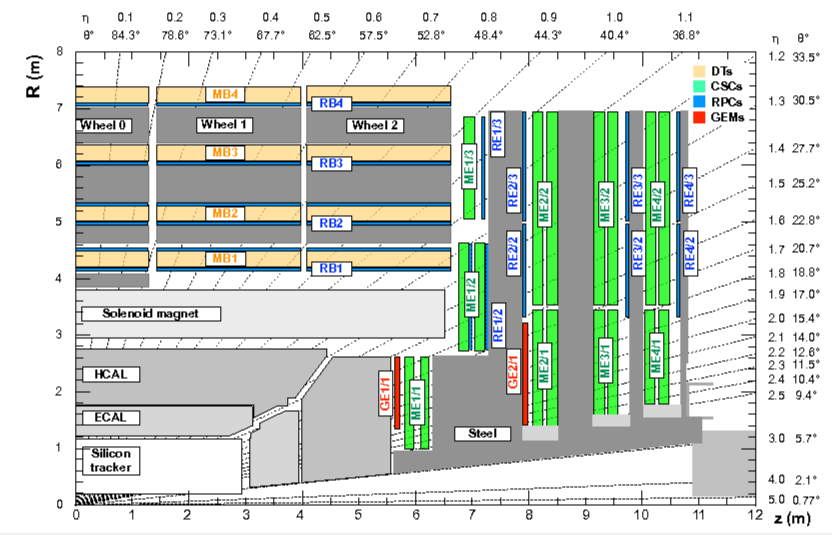 η 0.1 0.2 0.3 0.4 0.5 0.6 0.7 0.8 0.9 1.0 1.1
θ° 84.3° 78.6° 73.1° 67.7° 62.5° 57.5° 52.8° 48.4° 44.3° 40.4° 36.8° η θ°
R (m)
8
7
6
5
4
3
2
1
0
1.2 33.5°
1.3 30.5°
1.4 27.7°
1.5 25.2°
1.6 22.8°
1.7 20.7°
1.8 18.8°
1.9 17.0°
2.0 15.4°
2.1 14.0°
2.2 12.8°
2.3 11.5°
2.4 10.4°
2.5 9.4°
3.0 5.7°
4.0 2.1°
5.0 0.77°
DTs
CSCs
RPCs
GEMs
MB4
RB4
Wheel 0
Wheel 1
Wheel 2
MB3
RB3
MB2
RB2
MB1
RB1
Solenoid magnet
HCAL
ECAL
Silicon
tracker
Steel
ME1/3
RE1/3
ME1/2
RE1/2
GE1/1
ME1/1
RE2/3
RE2/2
GE2/1
ME2/2
ME2/1
ME3/2
ME3/1
RE3/3
RE3/2
ME4/2
ME4/1
RE4/3
RE4/2
0 1 2 3 4 5 6 7 8 9 10 11 12
z (m)